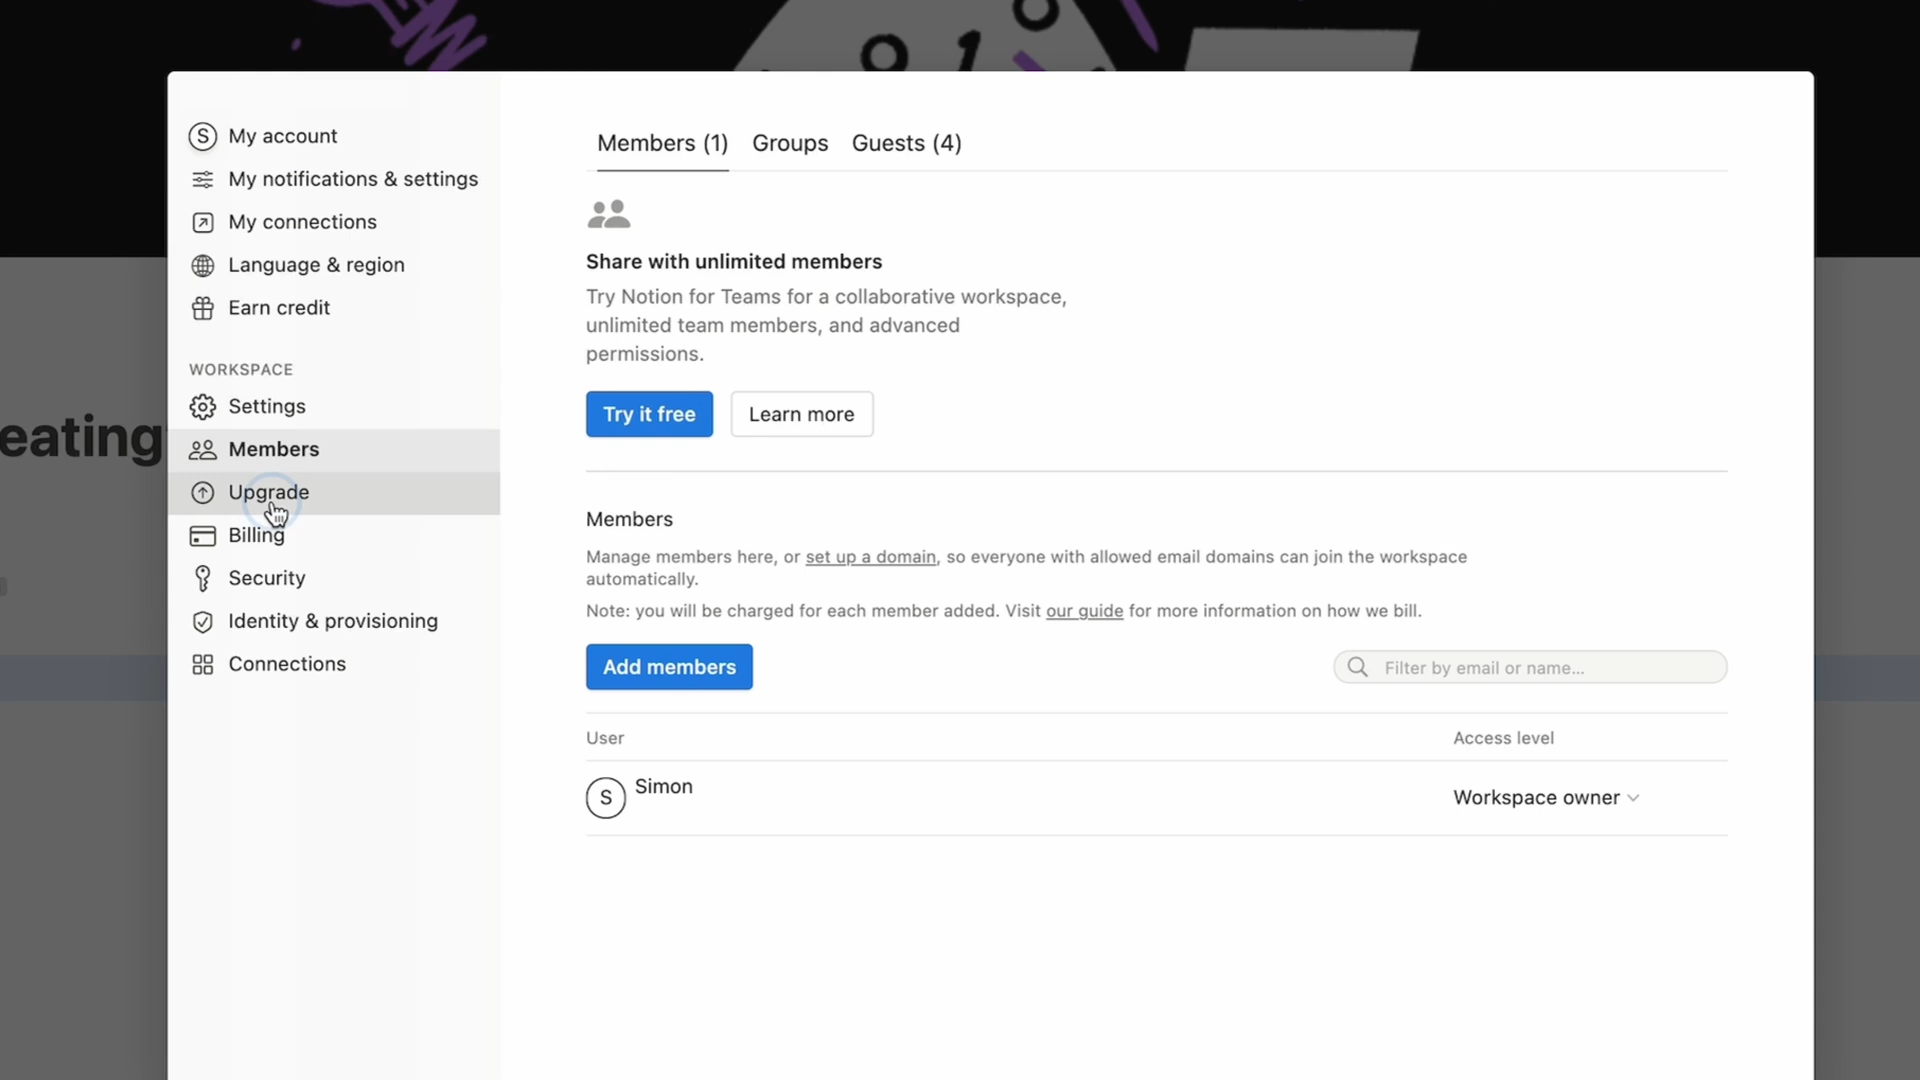 S My account
My notifications & settings
My connections
Language & region
Earn credit
WORKSPACE
Settings
Members
Upgrade
Billing
Security
Identity & provisioning
Connections
eating
Members (1) Groups Guests (4)
Share with unlimited members
Try Notion for Teams for a collaborative workspace,
unlimited team members, and advanced
permissions.
Try it free Learn more
Members
Manage members here, or set up a domain, so everyone with allowed email domains can join the workspace
automatically.
Note: you will be charged for each member added. Visit our guide for more information on how we bill.
Add members Filter by email or name...
User Access level
S Simon Workspace owner